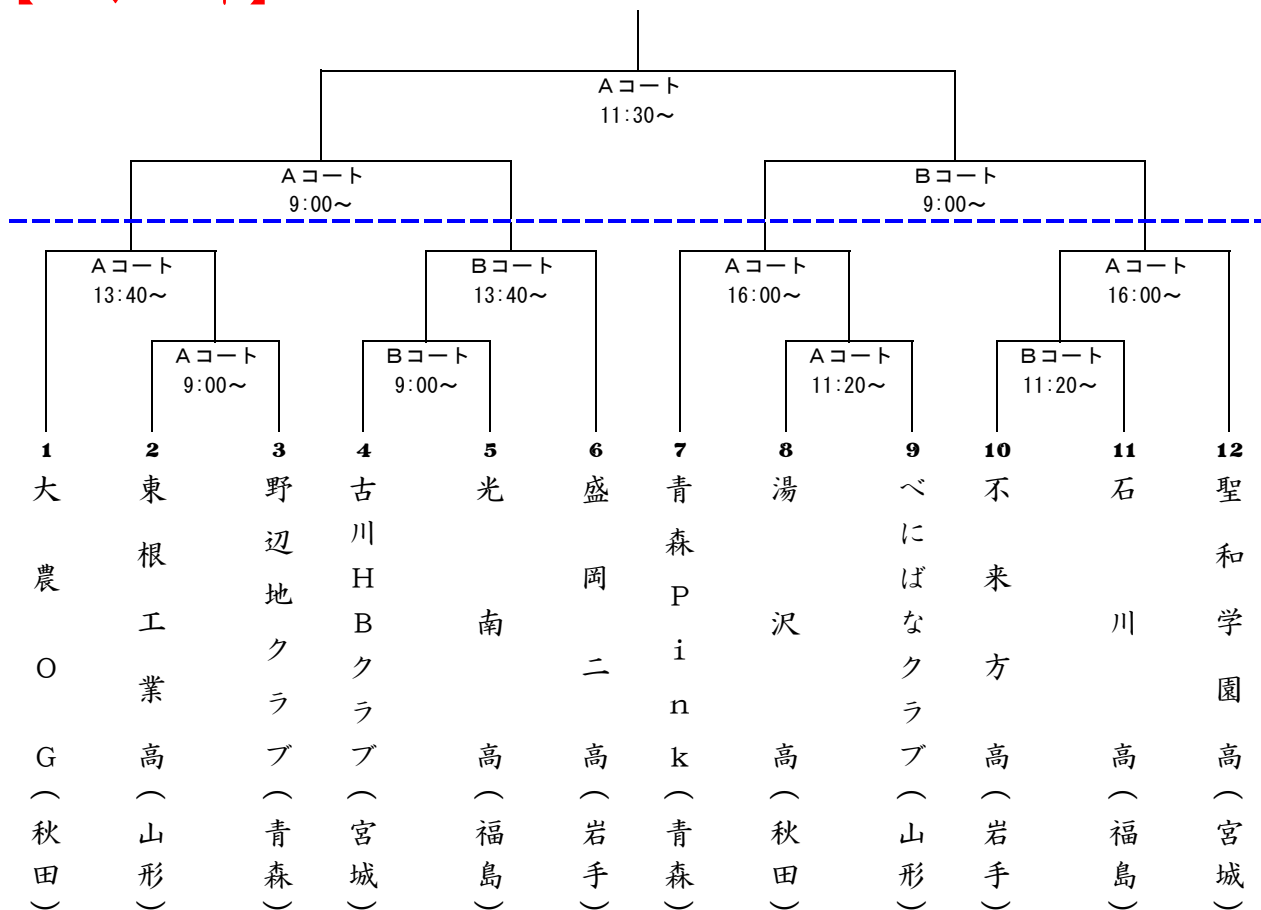 Aコート
11:30～
Aコート
9:00～
Bコート
9:00～
Aコート
13:40～
Bコート
13:40～
Aコート
16:00～
Aコート
16:00～
Aコート
9:00～
Bコート
9:00～
Aコート
11:20～
Bコート
11:20～
1
大農OG(秋田)
2
東根工業高(山形)
3
野辺地クラブ(青森)
4
古川HBクラブ(宮城)
5
光南高(福島)
6
盛岡二高(岩手)
7
青森Pink(青森)
8
湯沢高(秋田)
9
べにばなクラブ(山形)
10
不来方高(岩手)
11
石川高(福島)
12
聖和学園高(宮城)